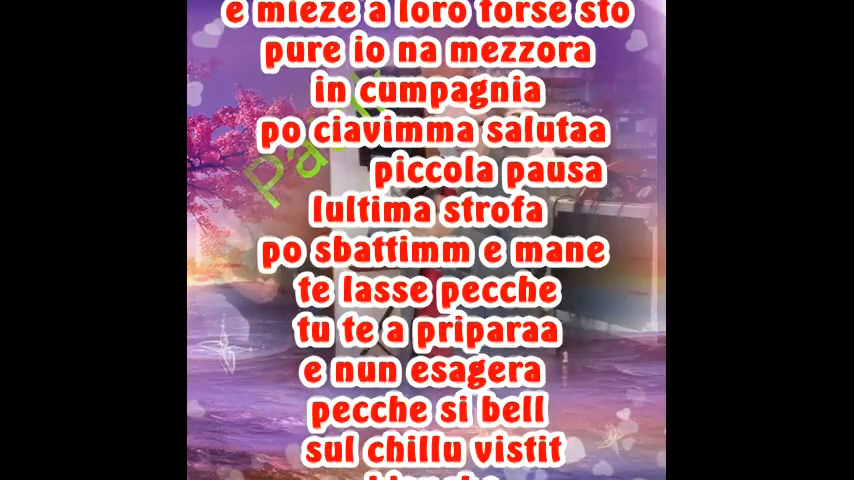 e mieze a loro forse sto
pure io na mezzora
in cumpagnia
po ciavimma salutaa
piccola pausa
lultima strofa
po sbattimm e mane
te lasse pecche
tu te a priparaa
e nun esagera
pecche si bell
sul chillu vistit